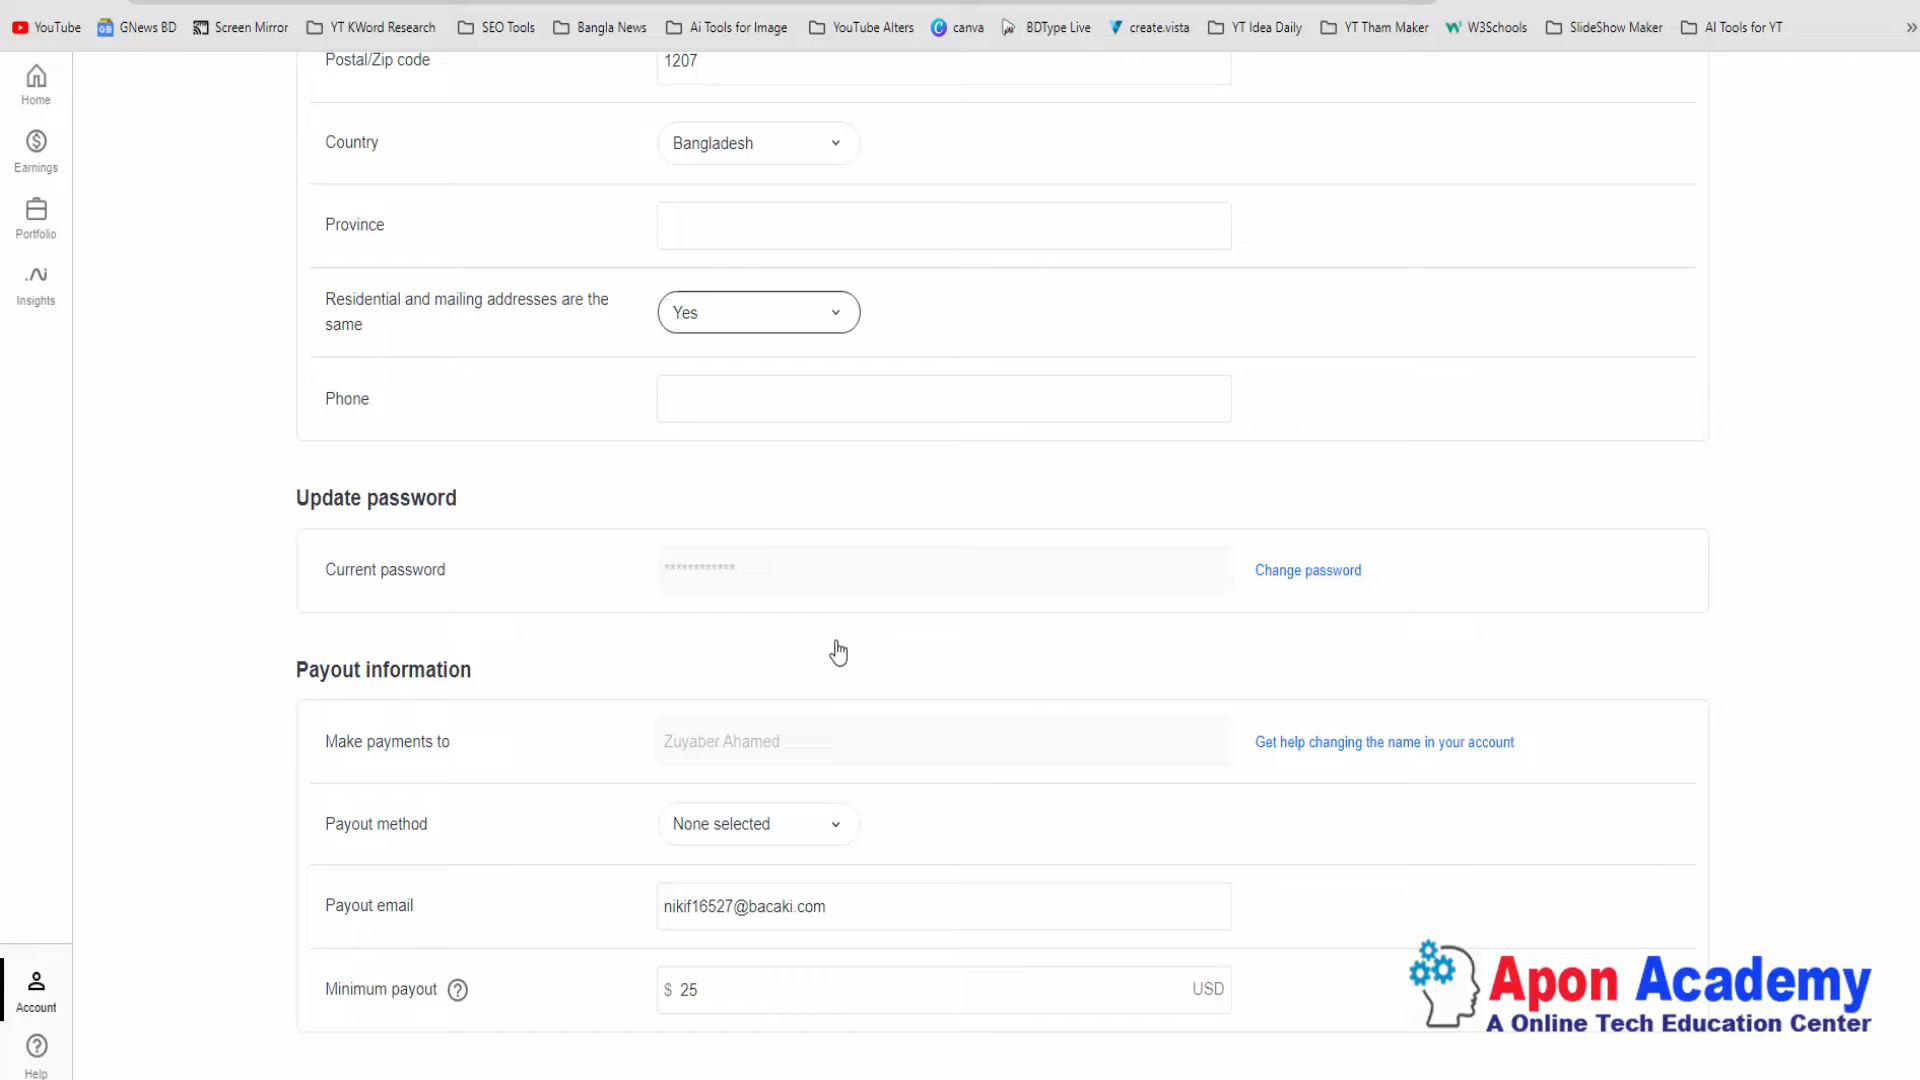 YouTube GNews BD Screen Mirror YT KWord Research SEO Tools Bangla News Ai Tools for Image YouTube Alters canva BDType Live create.vista YT Idea Daily YT Tham Maker W3Schools SlideShow Maker AI Tools for YT »
Postal/Zip code 1207
Home
Country Bangladesh
Earnings
Province
Portfolio
Residential and mailing addresses are the
same
Yes
Insights
Phone
Update password
Current password ************ Change password
Payout information
Make payments to Zuyaber Ahamed Get help changing the name in your account
Payout method None selected
Payout email nikif16527@bacaki.com
Minimum payout ? $ 25 USD
Account
Help
Apon Academy
A Online Tech Education Center